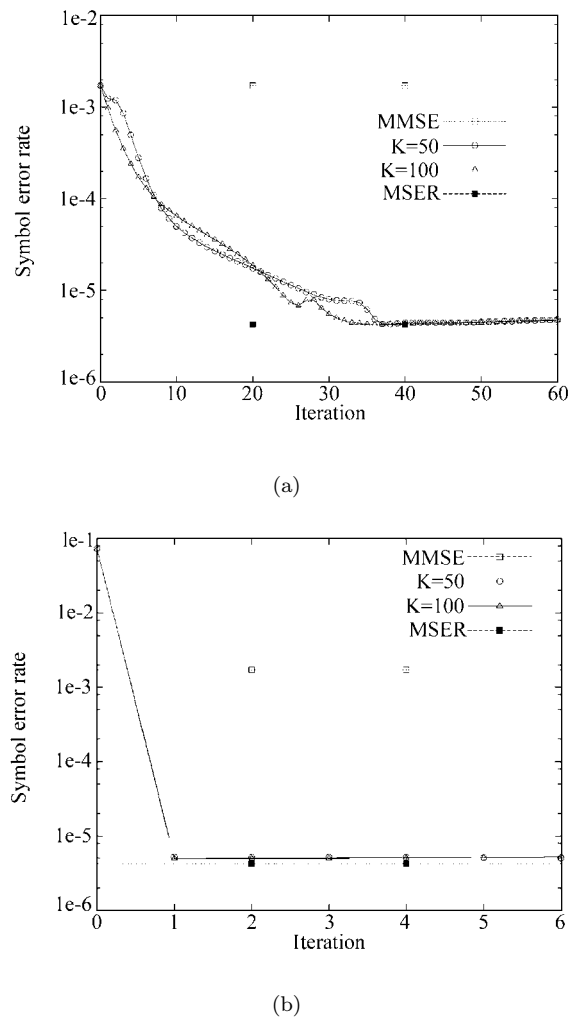 1e-2
1e-3
1e-4
1e-5
1e-6
Symbol error rate
MMSE
K=50
K=100
MSER
0 10 20 30 40 50 60
Iteration
(a)
1e-1
1e-2
1e-3
1e-4
1e-5
1e-6
Symbol error rate
MMSE
K=50
K=100
MSER
0 1 2 3 4 5 6
Iteration
(b)